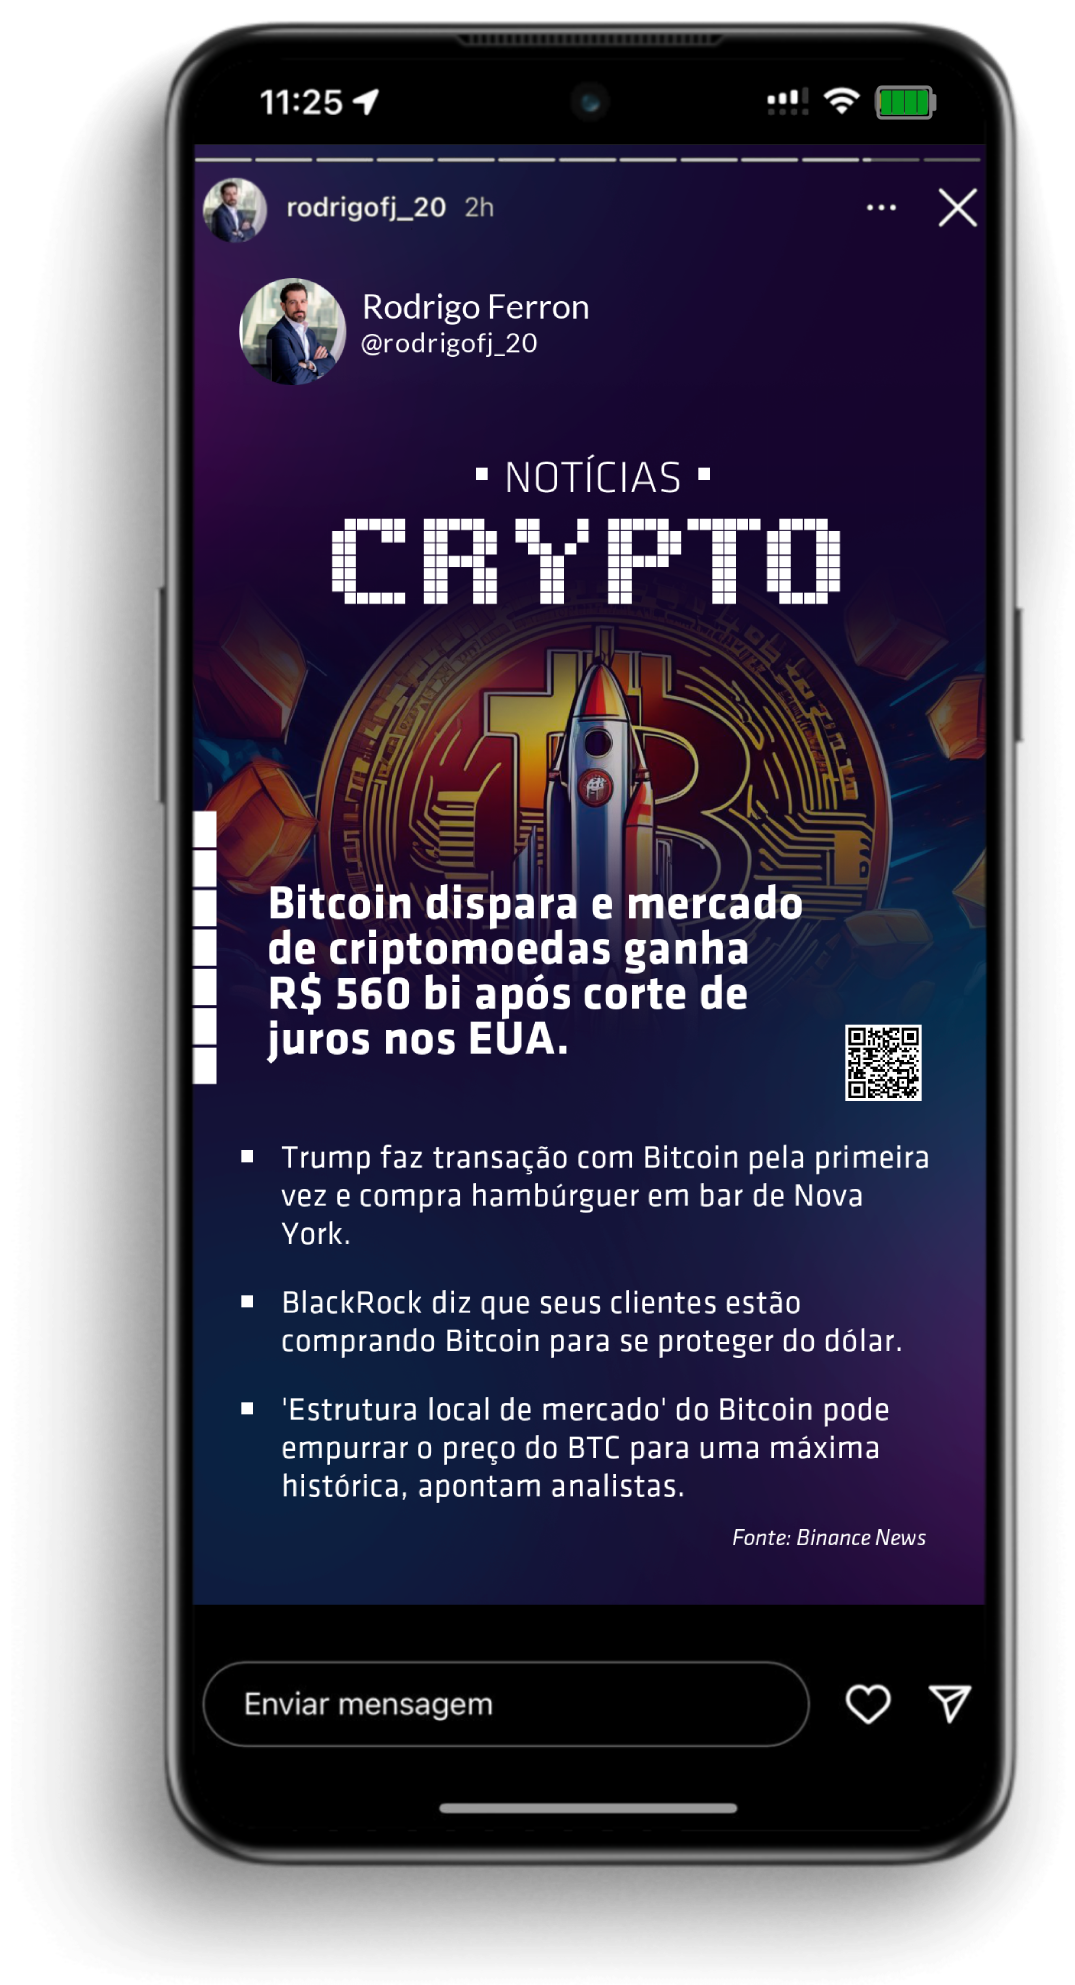 11:25
rodrigofj_20 2h
Rodrigo Ferron
@rodrigofj_20
NOTÍCIAS
CRYPTO
Bitcoin dispara e mercado
de criptomoedas ganha
R$ 560 bi após corte de
juros nos EUA.
Trump faz transação com Bitcoin pela primeira
vez e compra hambúrguer em bar de Nova
York.
BlackRock diz que seus clientes estão
comprando Bitcoin para se proteger do dólar.
'Estrutura local de mercado' do Bitcoin pode
empurrar o preço do BTC para uma máxima
histórica, apontam analistas.
Fonte: Binance News
Enviar mensagem